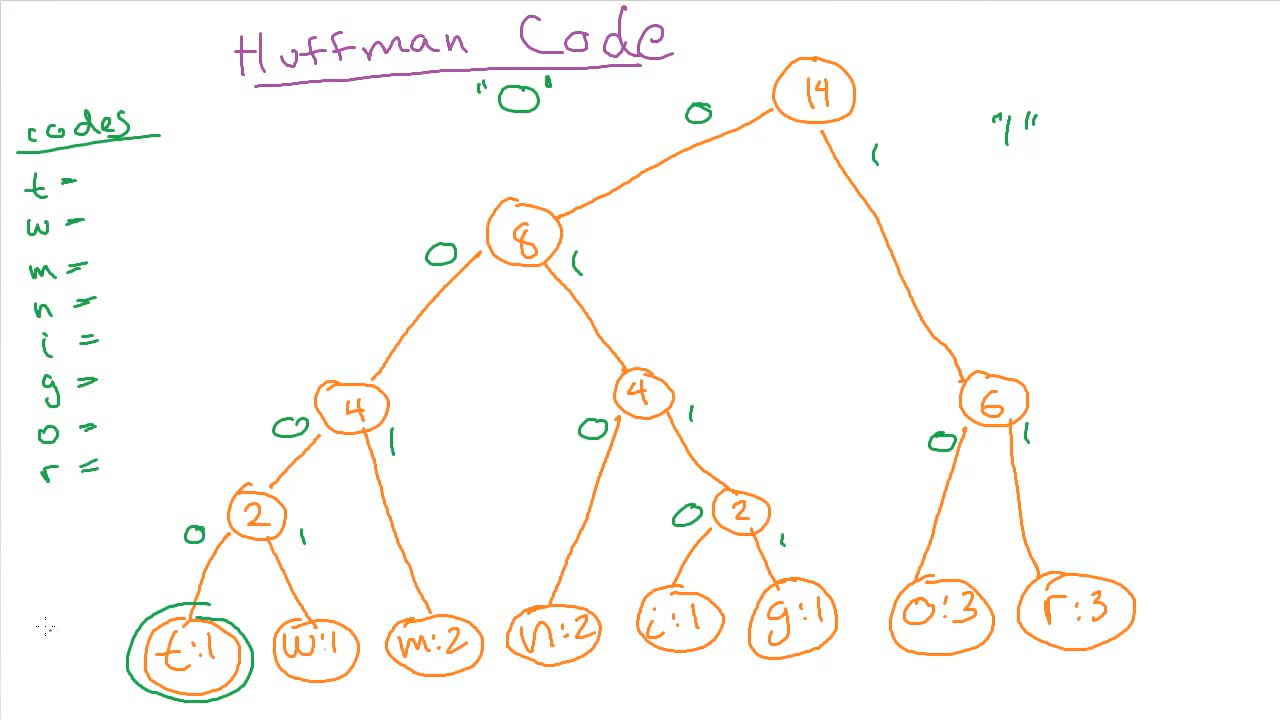 Huffman Code
"0"
14
0
1
"1"
codes
t =
w =
m =
n =
i =
g =
o =
r =
8
0
1
4
4
6
0
1
0
1
0
1
2
2
0
1
0
1
t:1
w:1
m:2
n:2
i:1
g:1
o:3
r:3